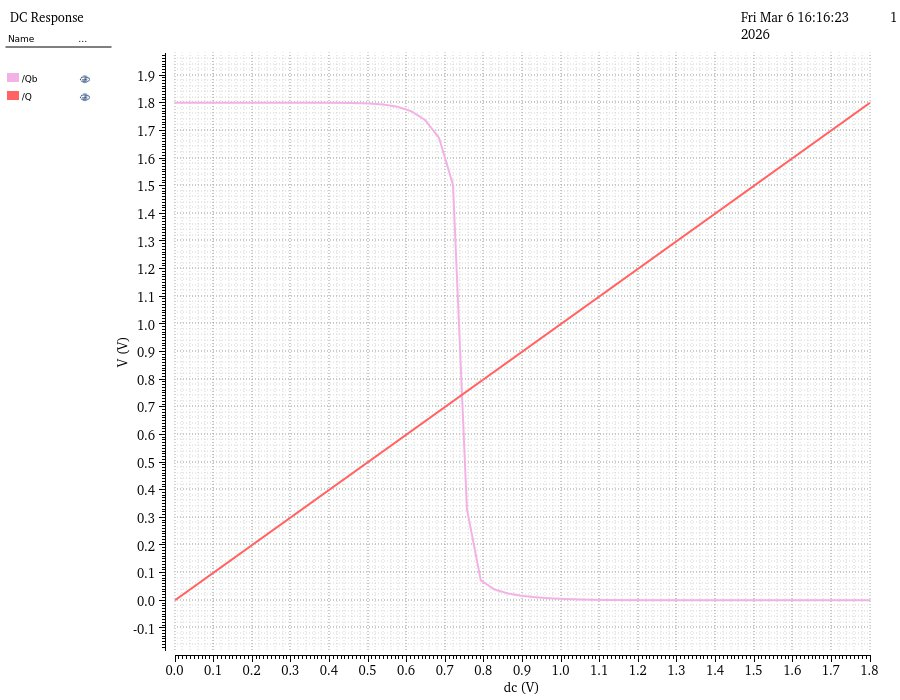 DC Response
Fri Mar 6 16:16:23 1
2026
Name ...
/Qb
/Q
1.9
1.8
1.7
1.6
1.5
1.4
1.3
1.2
1.1
1.0
0.9
0.8
0.7
0.6
0.5
0.4
0.3
0.2
0.1
0.0
-0.1
V (V)
0.0 0.1 0.2 0.3 0.4 0.5 0.6 0.7 0.8 0.9 1.0 1.1 1.2 1.3 1.4 1.5 1.6 1.7 1.8
dc (V)